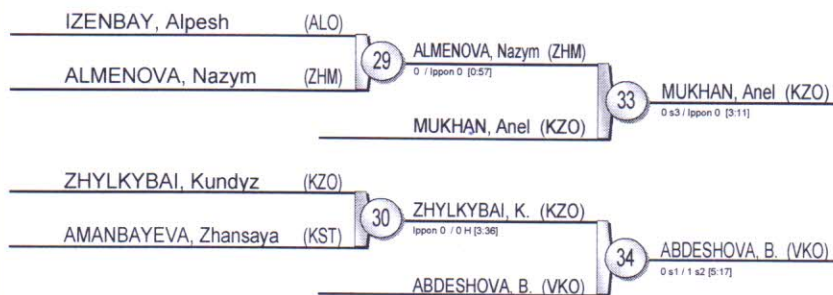 IZENBAY, Alpesh (ALO)
ALMENOVA, Nazym (ZHM)
29
ALMENOVA, Nazym (ZHM)
0 / Ippon 0 [0:57]
MUKHAN, Anel (KZO)
33
MUKHAN, Anel (KZO)
0 s3 / Ippon 0 [3:11]
ZHYLKYBAI, Kundyz (KZO)
AMANBAYEVA, Zhansaya (KST)
30
ZHYLKYBAI, K. (KZO)
Ippon 0 / 0 H [3:36]
ABDESHOVA, B. (VKO)
34
ABDESHOVA, B. (VKO)
0 s1 / 1 s2 [5:17]